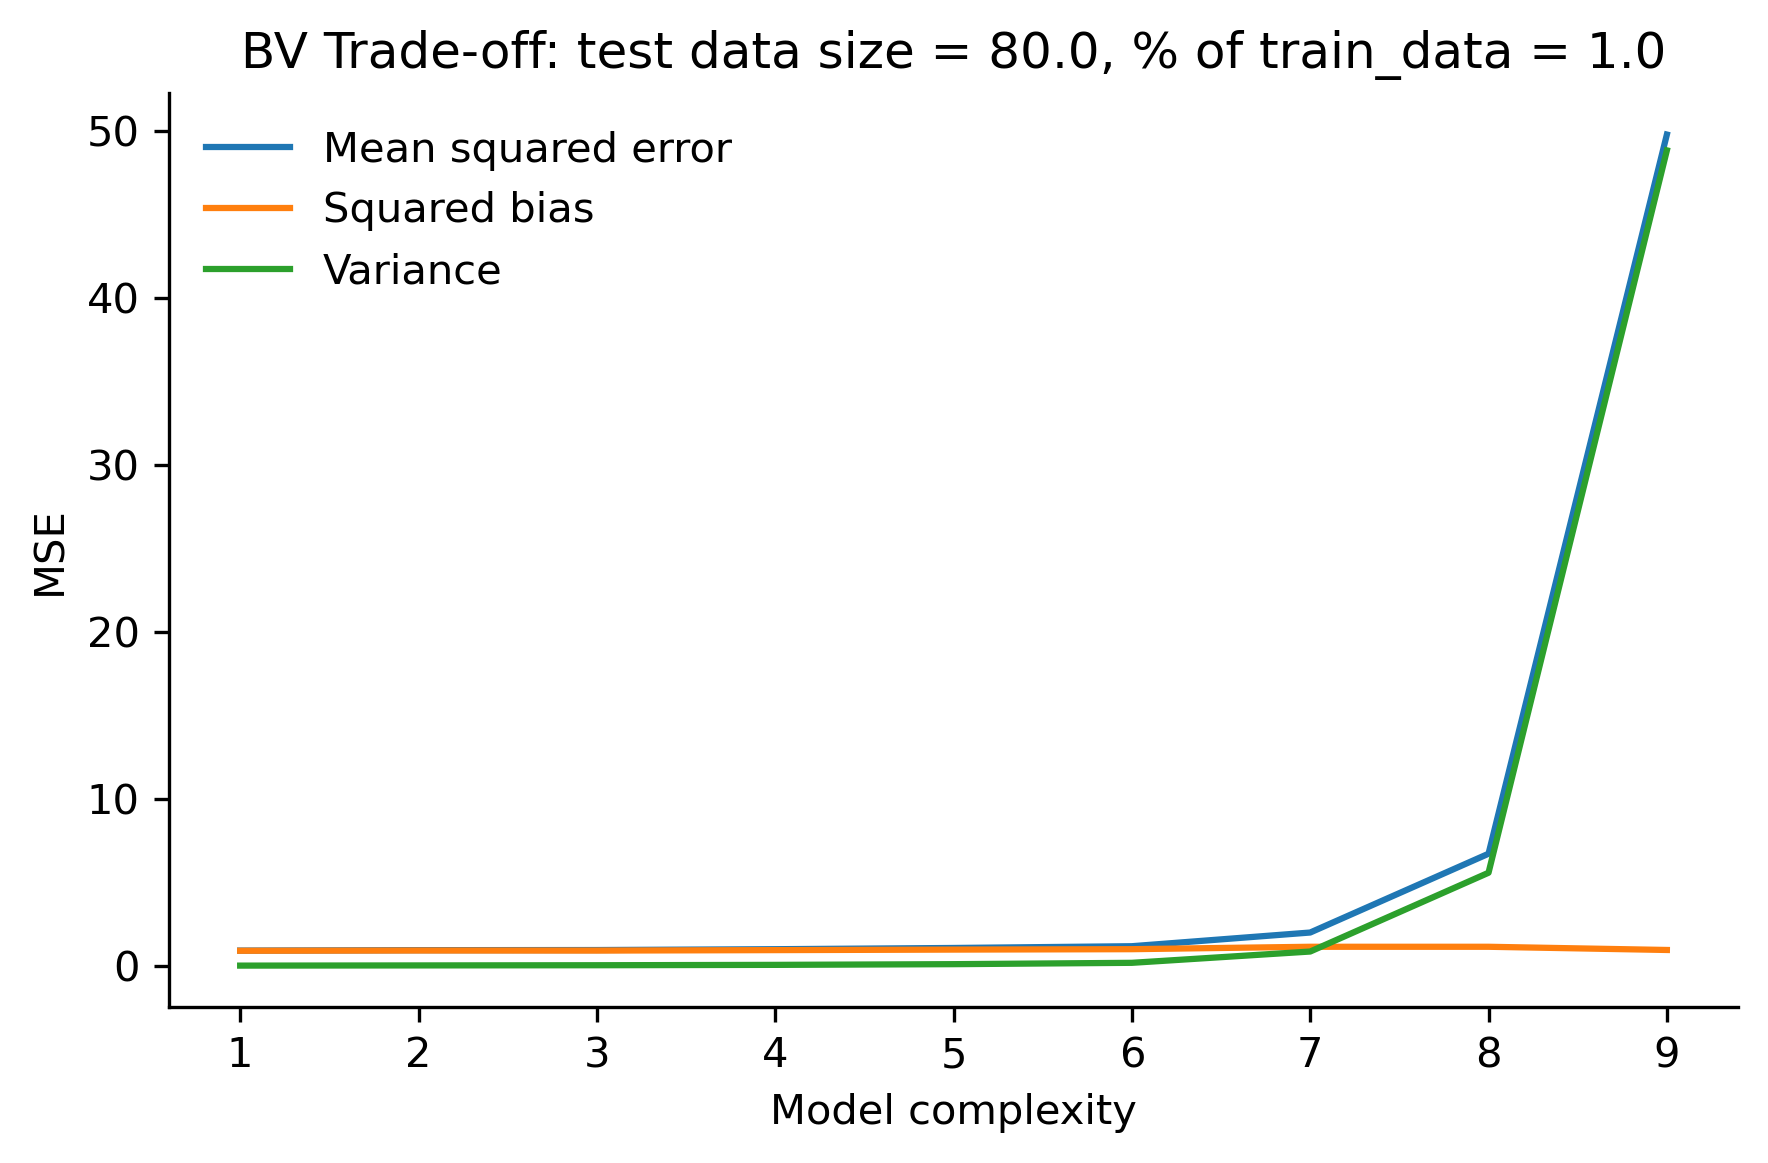 BV Trade-off: test data size = 80.0, % of train_data = 1.0
50
40
30
20
10
0
MSE
Mean squared error
Squared bias
Variance
1 2 3 4 5 6 7 8 9
Model complexity